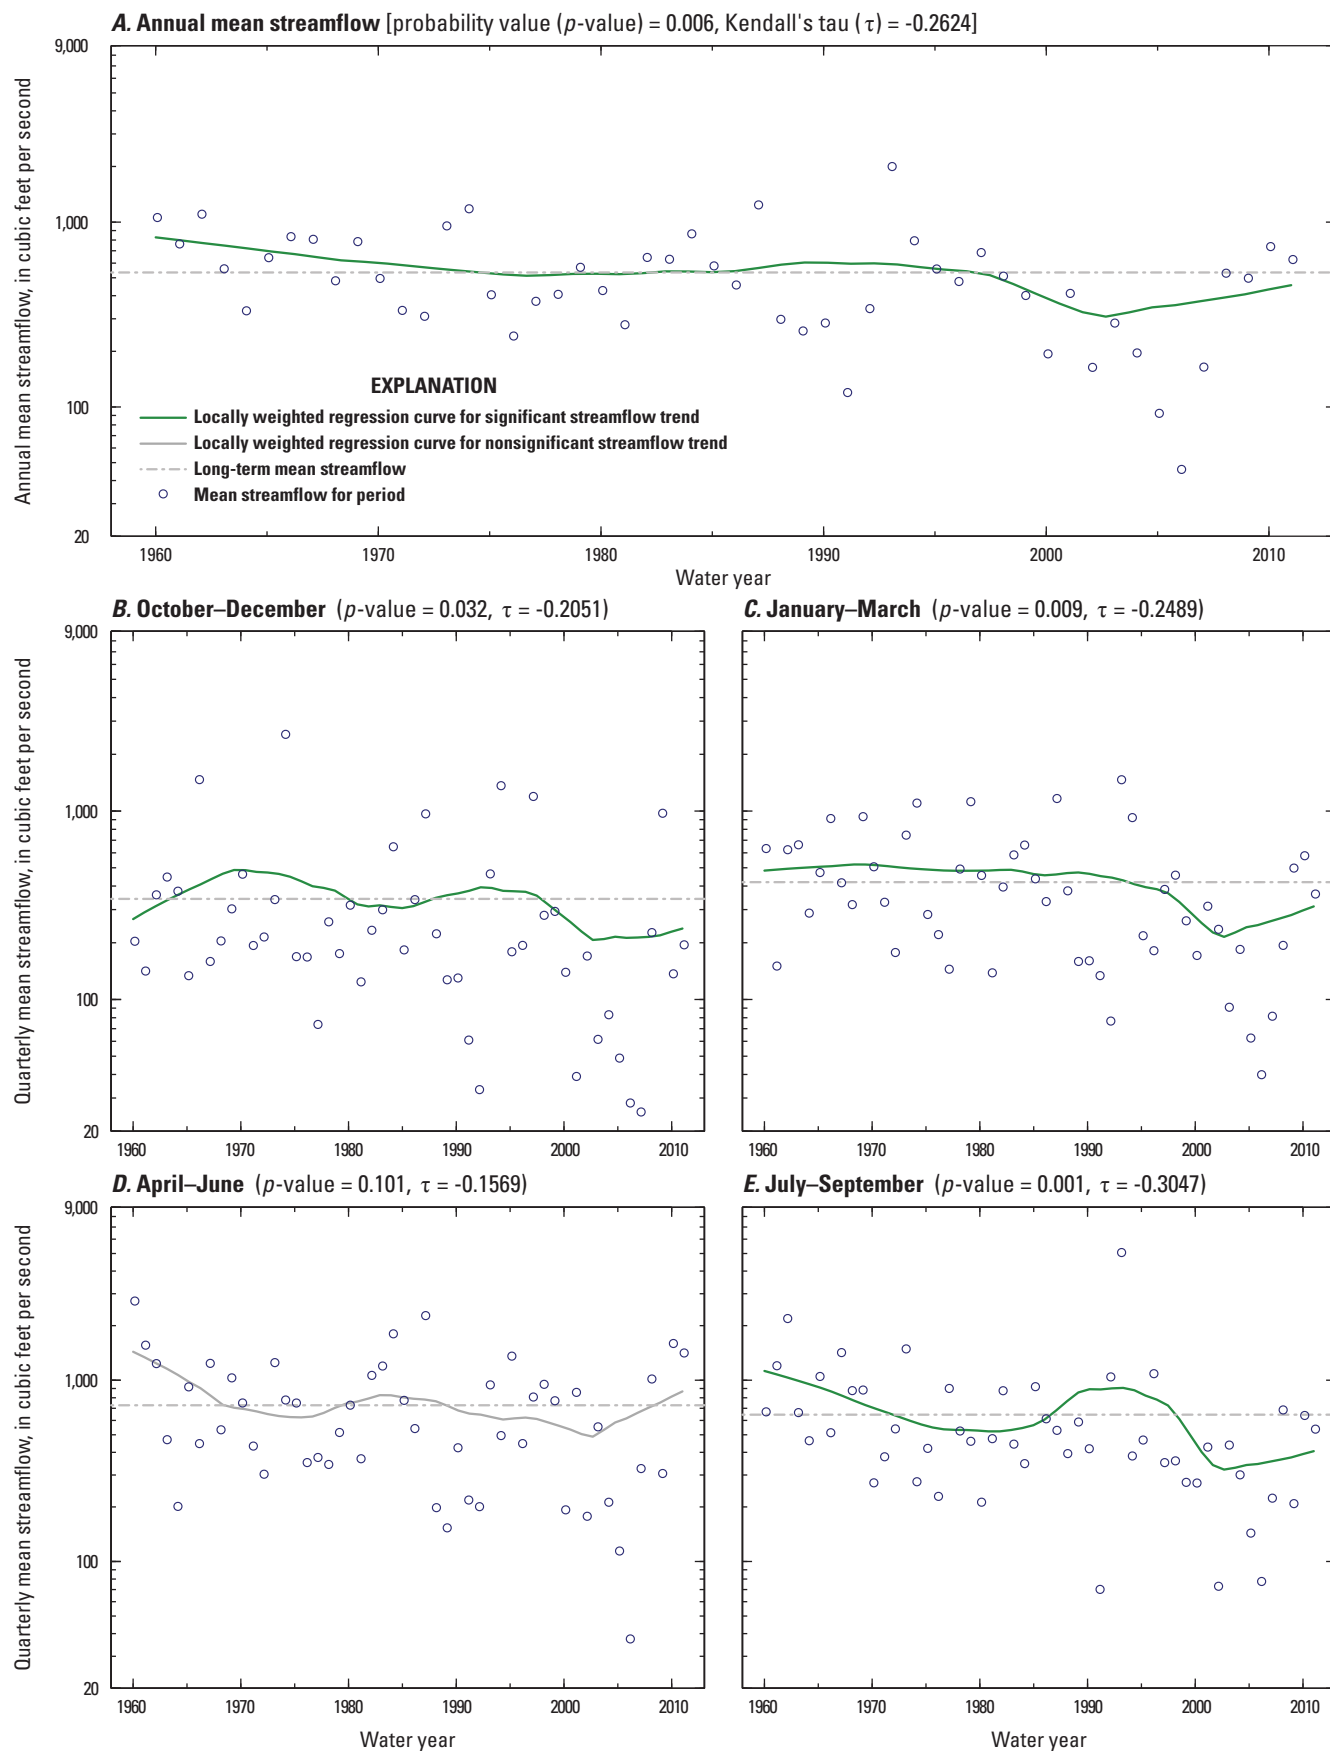 A. Annual mean streamflow [probability value (p-value) = 0.006, Kendall's tau (τ) = -0.2624]
Annual mean streamflow, in cubic feet per second
9,000
1,000
100
20
EXPLANATION
Locally weighted regression curve for significant streamflow trend
Locally weighted regression curve for nonsignificant streamflow trend
Long-term mean streamflow
Mean streamflow for period
1960 1970 1980 1990 2000 2010
Water year
B. October–December (p-value = 0.032, τ = -0.2051)
Quarterly mean streamflow, in cubic feet per second
9,000
1,000
100
20
1960 1970 1980 1990 2000 2010
C. January–March (p-value = 0.009, τ = -0.2489)
1960 1970 1980 1990 2000 2010
D. April–June (p-value = 0.101, τ = -0.1569)
Quarterly mean streamflow, in cubic feet per second
9,000
1,000
100
20
1960 1970 1980 1990 2000 2010
Water year
E. July–September (p-value = 0.001, τ = -0.3047)
1960 1970 1980 1990 2000 2010
Water year